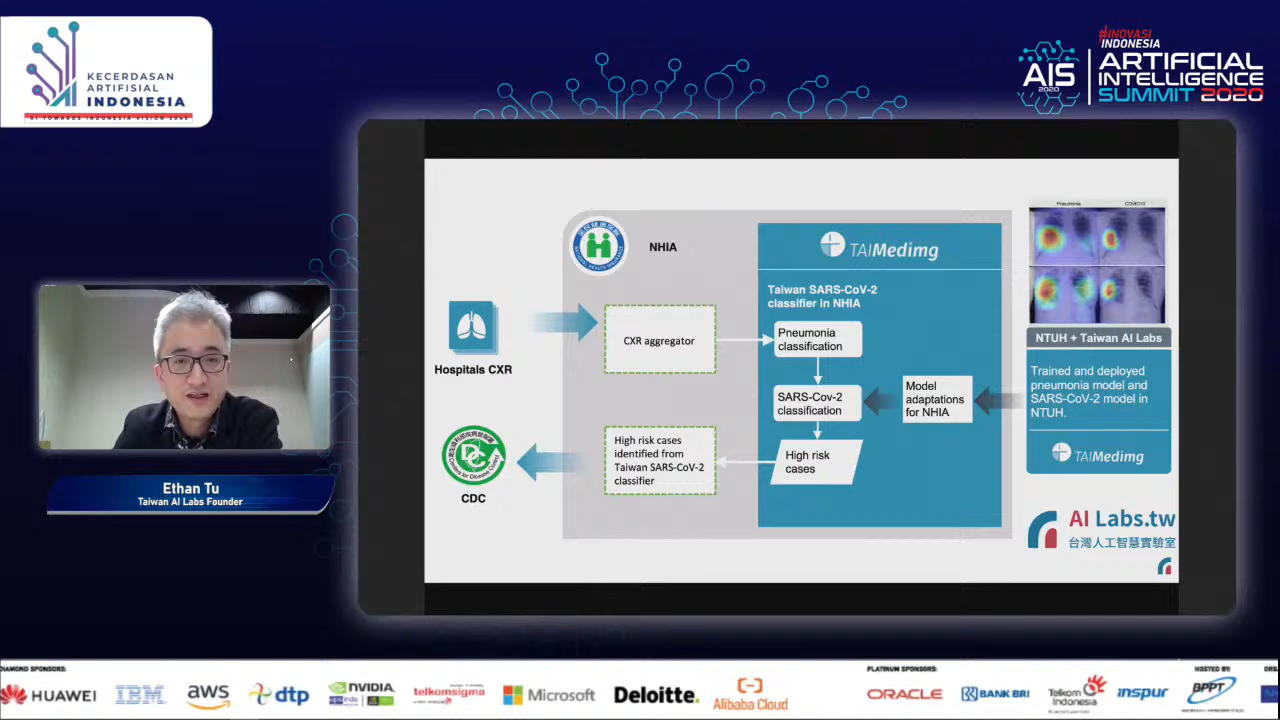 KECERDASAN
ARTIFISIAL
INDONESIA
AI TOWARDS INDONESIA VISION 2045
#INOVASI
INDONESIA
AIS
2020
ARTIFICIAL
INTELLIGENCE
SUMMIT 2020
NHIA
TAIMedimg
Taiwan SARS-CoV-2
classifier in NHIA
Hospitals CXR
CXR aggregator
Pneumonia
classification
SARS-Cov-2
classification
Model
adaptations
for NHIA
High risk
cases
High risk cases
identified from
Taiwan SARS-CoV-2
classifier
CDC
Pneumonia
COVID19
NTUH + Taiwan AI Labs
Trained and deployed
pneumonia model and
SARS-CoV-2 model in
NTUH.
TAIMedimg
AI Labs.tw
台灣人工智慧實驗室
Ethan Tu
Taiwan AI Labs Founder
DIAMOND SPONSORS:
HUAWEI
IBM
aws
dtp
NVIDIA
telkomsigma
Microsoft
Deloitte.
Alibaba Cloud
PLATINUM SPONSORS:
ORACLE
BANK BRI
Telkom
Indonesia
inspur
HOSTED BY:
BPPT